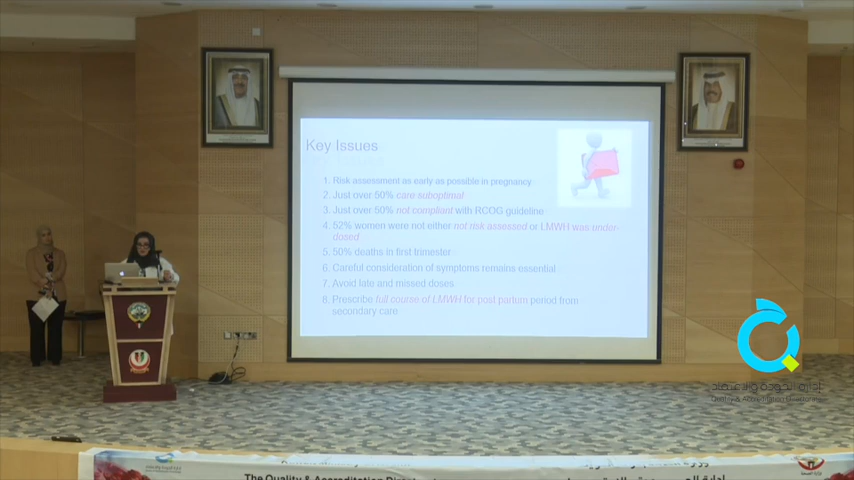 Key Issues
1. Risk assessment as early as possible in pregnancy
2. Just over 50% care suboptimal
3. Just over 50% not compliant with RCOG guideline
4. 52% women were not either not risk assessed or LMWH was under-
dosed
5. 50% deaths in first trimester
6. Careful consideration of symptoms remains essential
7. Avoid late and missed doses
8. Prescribe full course of LMWH for post partum period from
secondary care
إدارة الجودة والاعتماد
Quality & Accreditation Directorate
The Quality & Accreditation